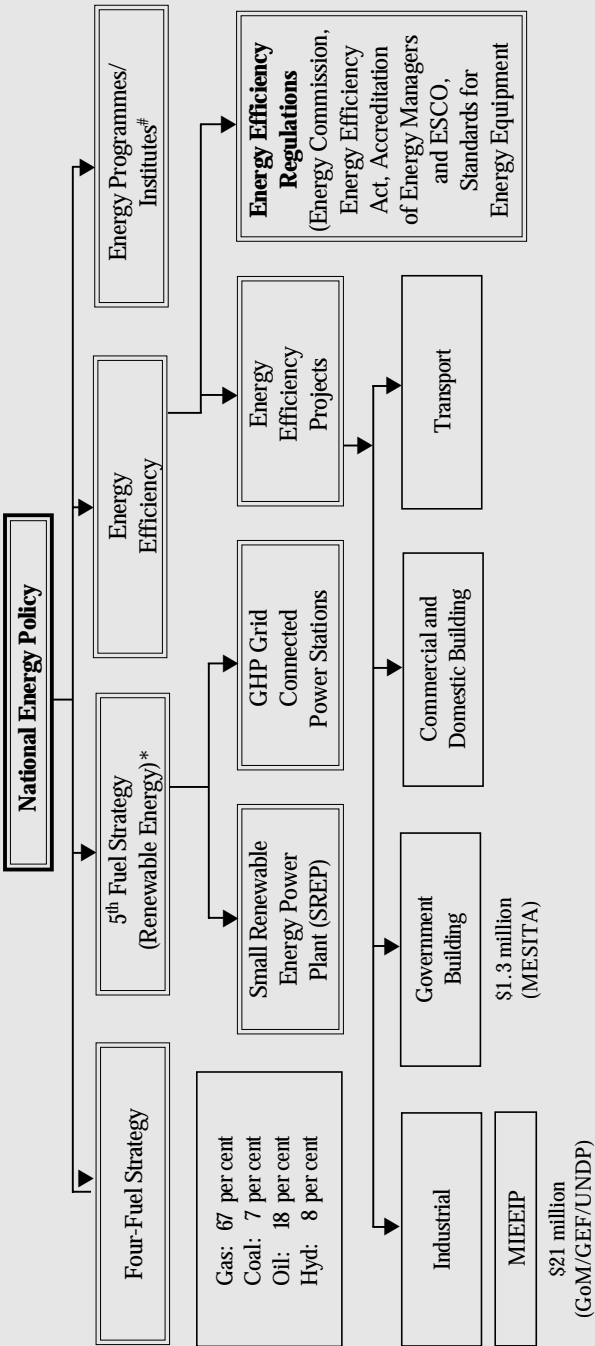 National Energy Policy
Four-Fuel Strategy
5th Fuel Strategy
(Renewable Energy)*
Energy
Efficiency
Energy Programmes/
Institutes#
Gas: 67 per cent
Coal: 7 per cent
Oil: 18 per cent
Hyd: 8 per cent
Small Renewable
Energy Power
Plant (SREP)
GHP Grid
Connected
Power Stations
Energy
Efficiency
Projects
Energy Efficiency
Regulations
(Energy Commission,
Energy Efficiency
Act, Accreditation
of Energy Managers
and ESCO,
Standards for
Energy Equipment
Industrial
Government
Building
Commercial and
Domestic Building
Transport
MIEEIP
$21 million
(GoM/GEF/UNDP)
$1.3 million
(MESITA)